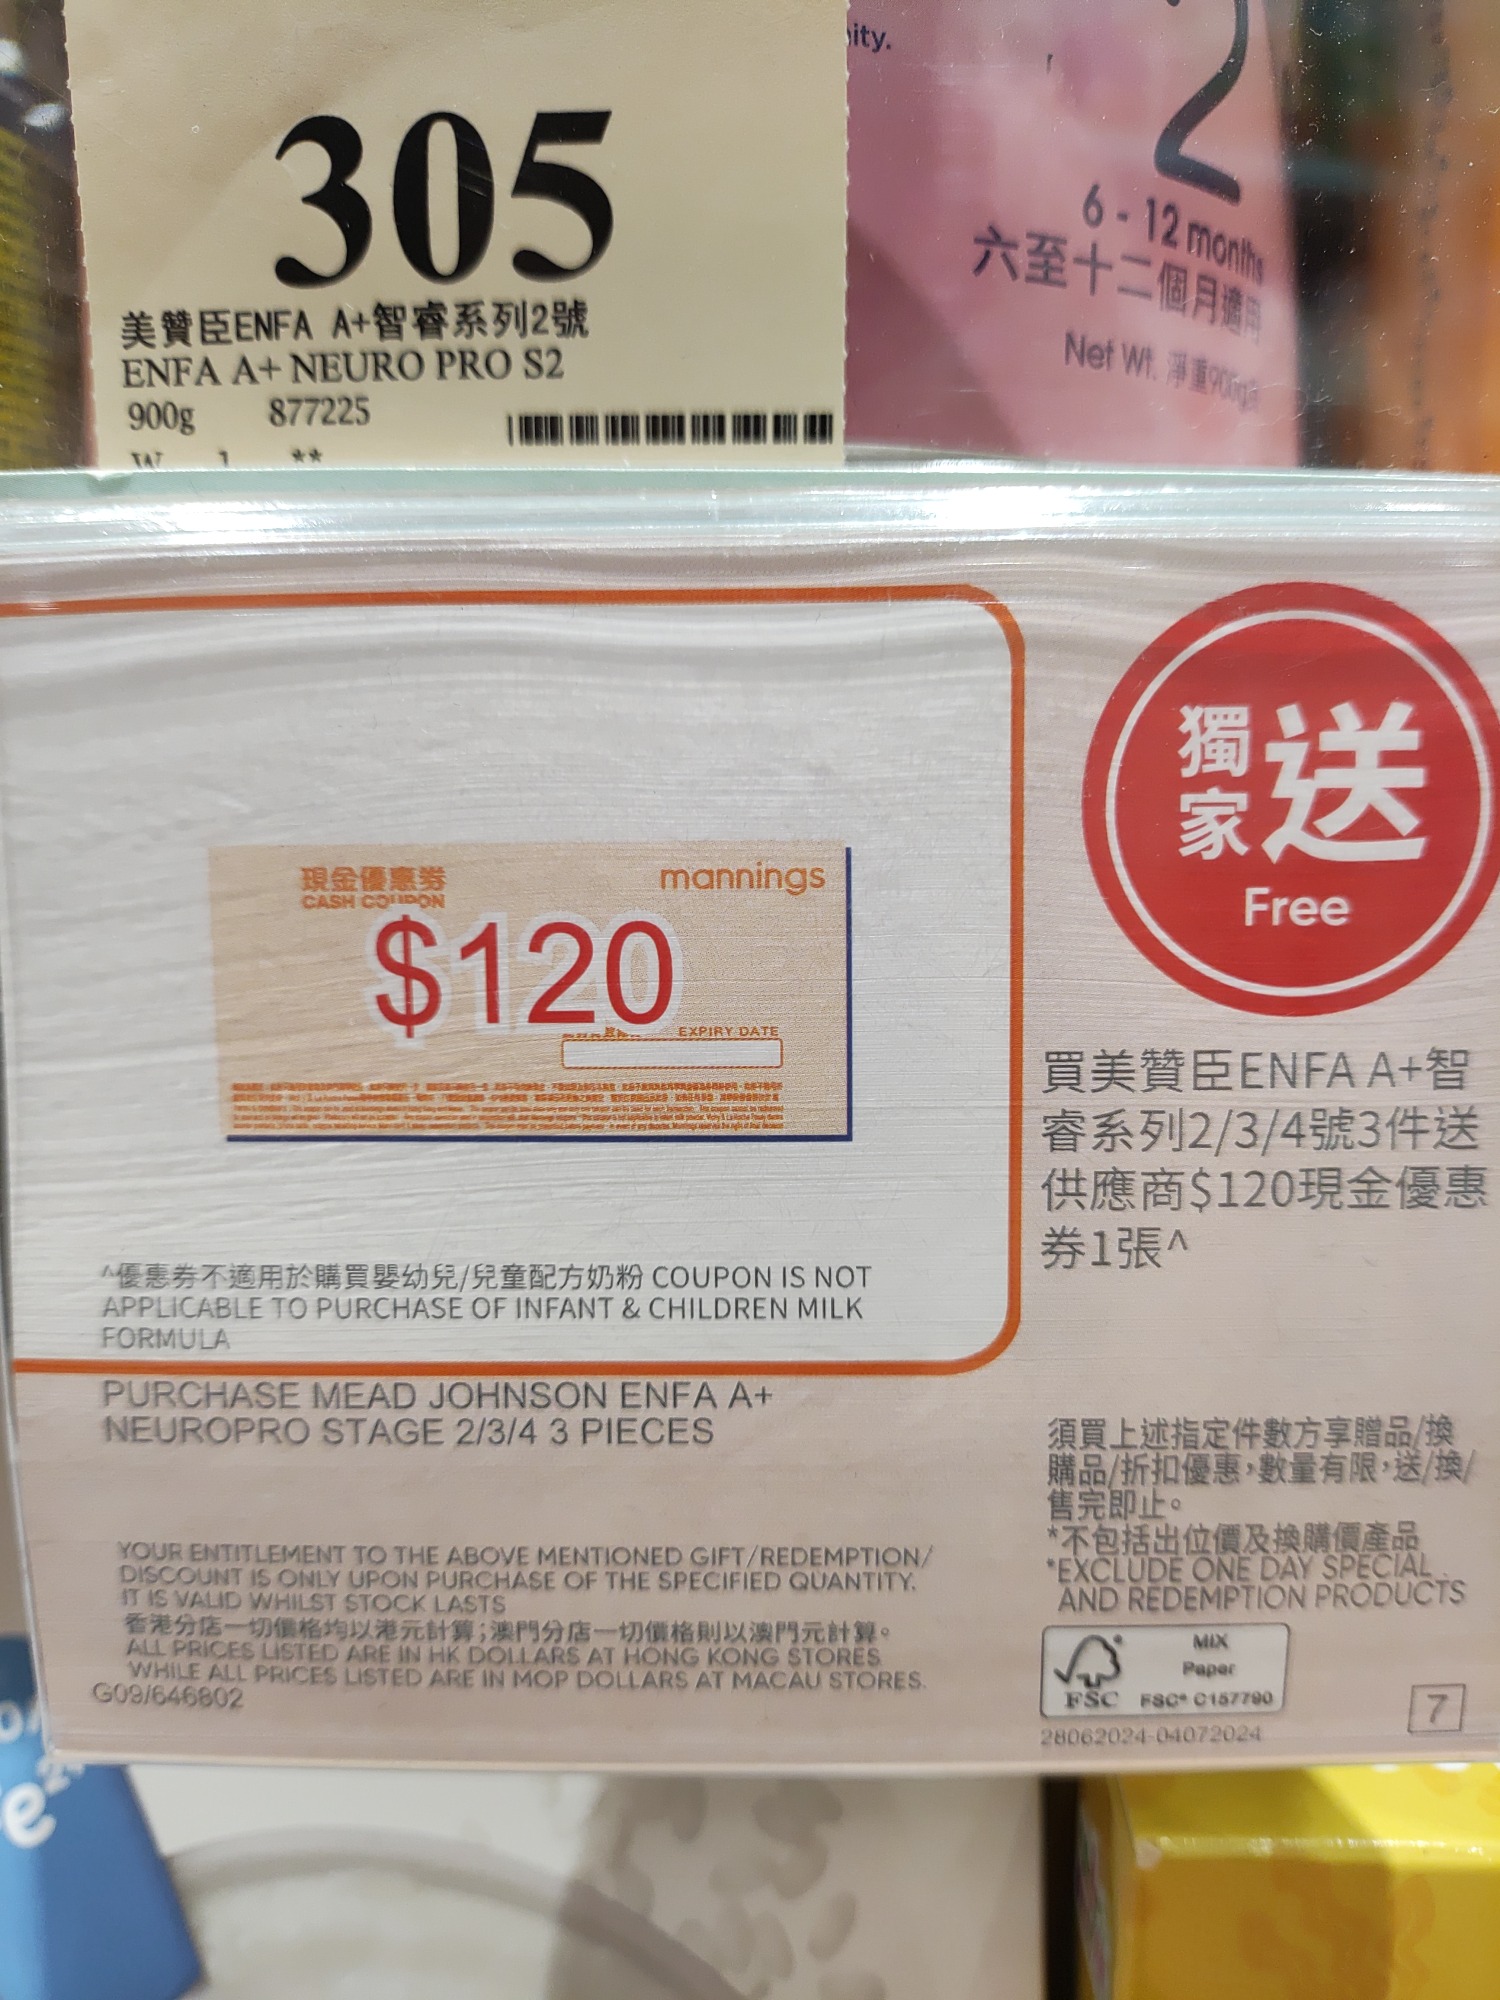 ity.
2
305
6 - 12 months
六至十二個月適用
Net Wt. 淨重900g
美贊臣ENFA A+智睿系列2號
ENFA A+ NEURO PRO S2
900g 877225
W 1 **
獨家送
Free
現金優惠券
CASH COUPON
mannings
$120
EXPIRY DATE
買美贊臣ENFA A+智
睿系列2/3/4號3件送
供應商$120現金優惠
券1張^
^優惠券不適用於購買嬰幼兒/兒童配方奶粉 COUPON IS NOT
APPLICABLE TO PURCHASE OF INFANT & CHILDREN MILK
FORMULA
PURCHASE MEAD JOHNSON ENFA A+
NEUROPRO STAGE 2/3/4 3 PIECES
須買上述指定件數方享贈品/換
購品/折扣優惠,數量有限,送/換/
售完即止。
*不包括出位價及換購價產品
*EXCLUDE ONE DAY SPECIAL
AND REDEMPTION PRODUCTS
YOUR ENTITLEMENT TO THE ABOVE MENTIONED GIFT/REDEMPTION/
DISCOUNT IS ONLY UPON PURCHASE OF THE SPECIFIED QUANTITY.
IT IS VALID WHILST STOCK LASTS
香港分店一切價格均以港元計算;澳門分店一切價格則以澳門元計算。
ALL PRICES LISTED ARE IN HK DOLLARS AT HONG KONG STORES
WHILE ALL PRICES LISTED ARE IN MOP DOLLARS AT MACAU STORES.
G09/646802
FSC
MIX
Paper
FSC® C157790
28062024-04072024
7